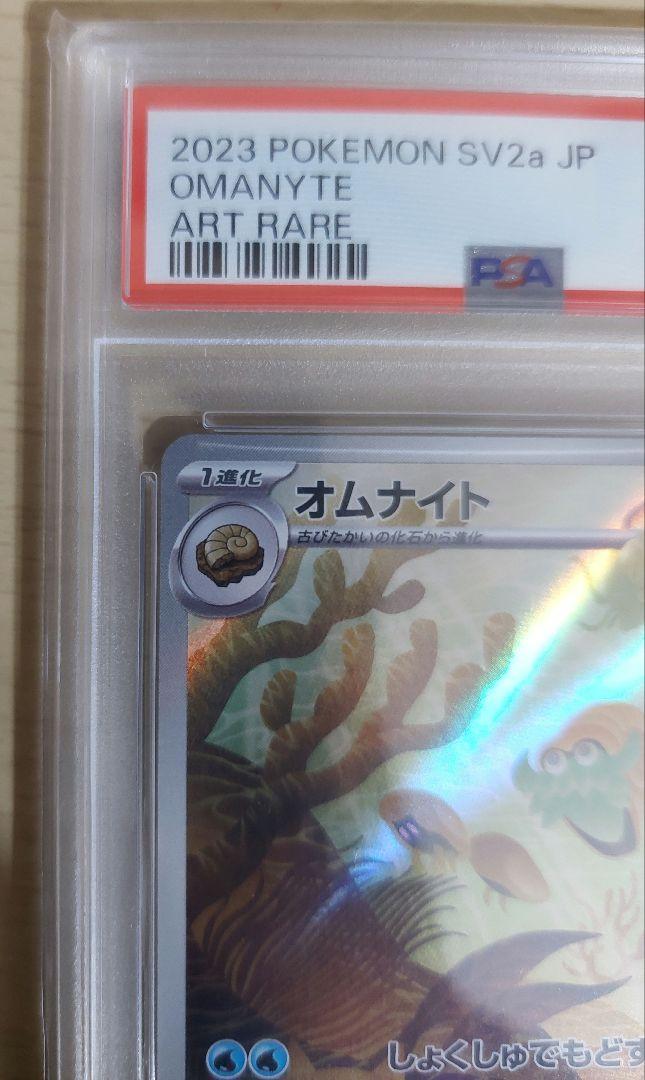 2023 POKEMON SV2a JP
OMANYTE
ART RARE
PSA
1進化
オムナイト
古びたかいの化石から進化
しょくしゅでもどす